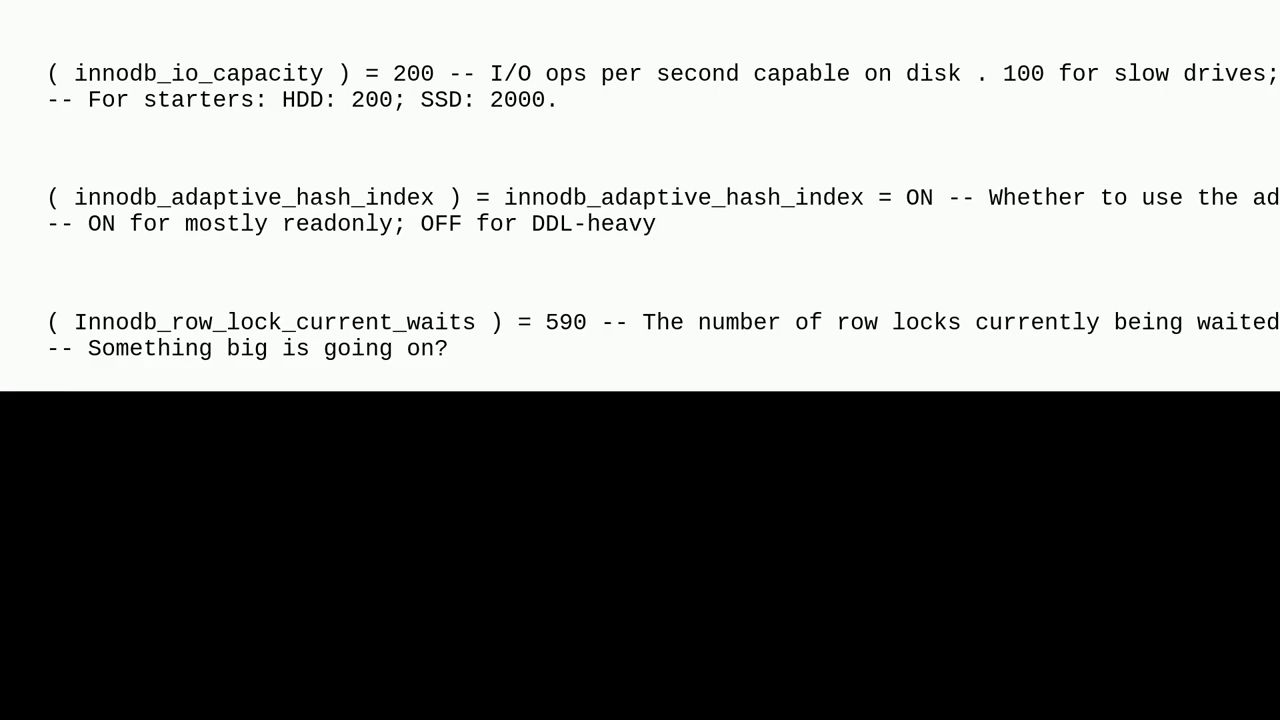 ( innodb_io_capacity ) = 200 -- I/O ops per second capable on disk . 100 for slow drives;
-- For starters: HDD: 200; SSD: 2000.
( innodb_adaptive_hash_index ) = innodb_adaptive_hash_index = ON -- Whether to use the ad
-- ON for mostly readonly; OFF for DDL-heavy
( Innodb_row_lock_current_waits ) = 590 -- The number of row locks currently being waited
-- Something big is going on?